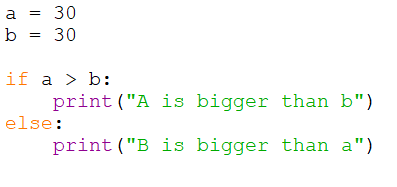 a = 30
b = 30

if a > b:
    print("A is bigger than b")
else:
    print("B is bigger than a")